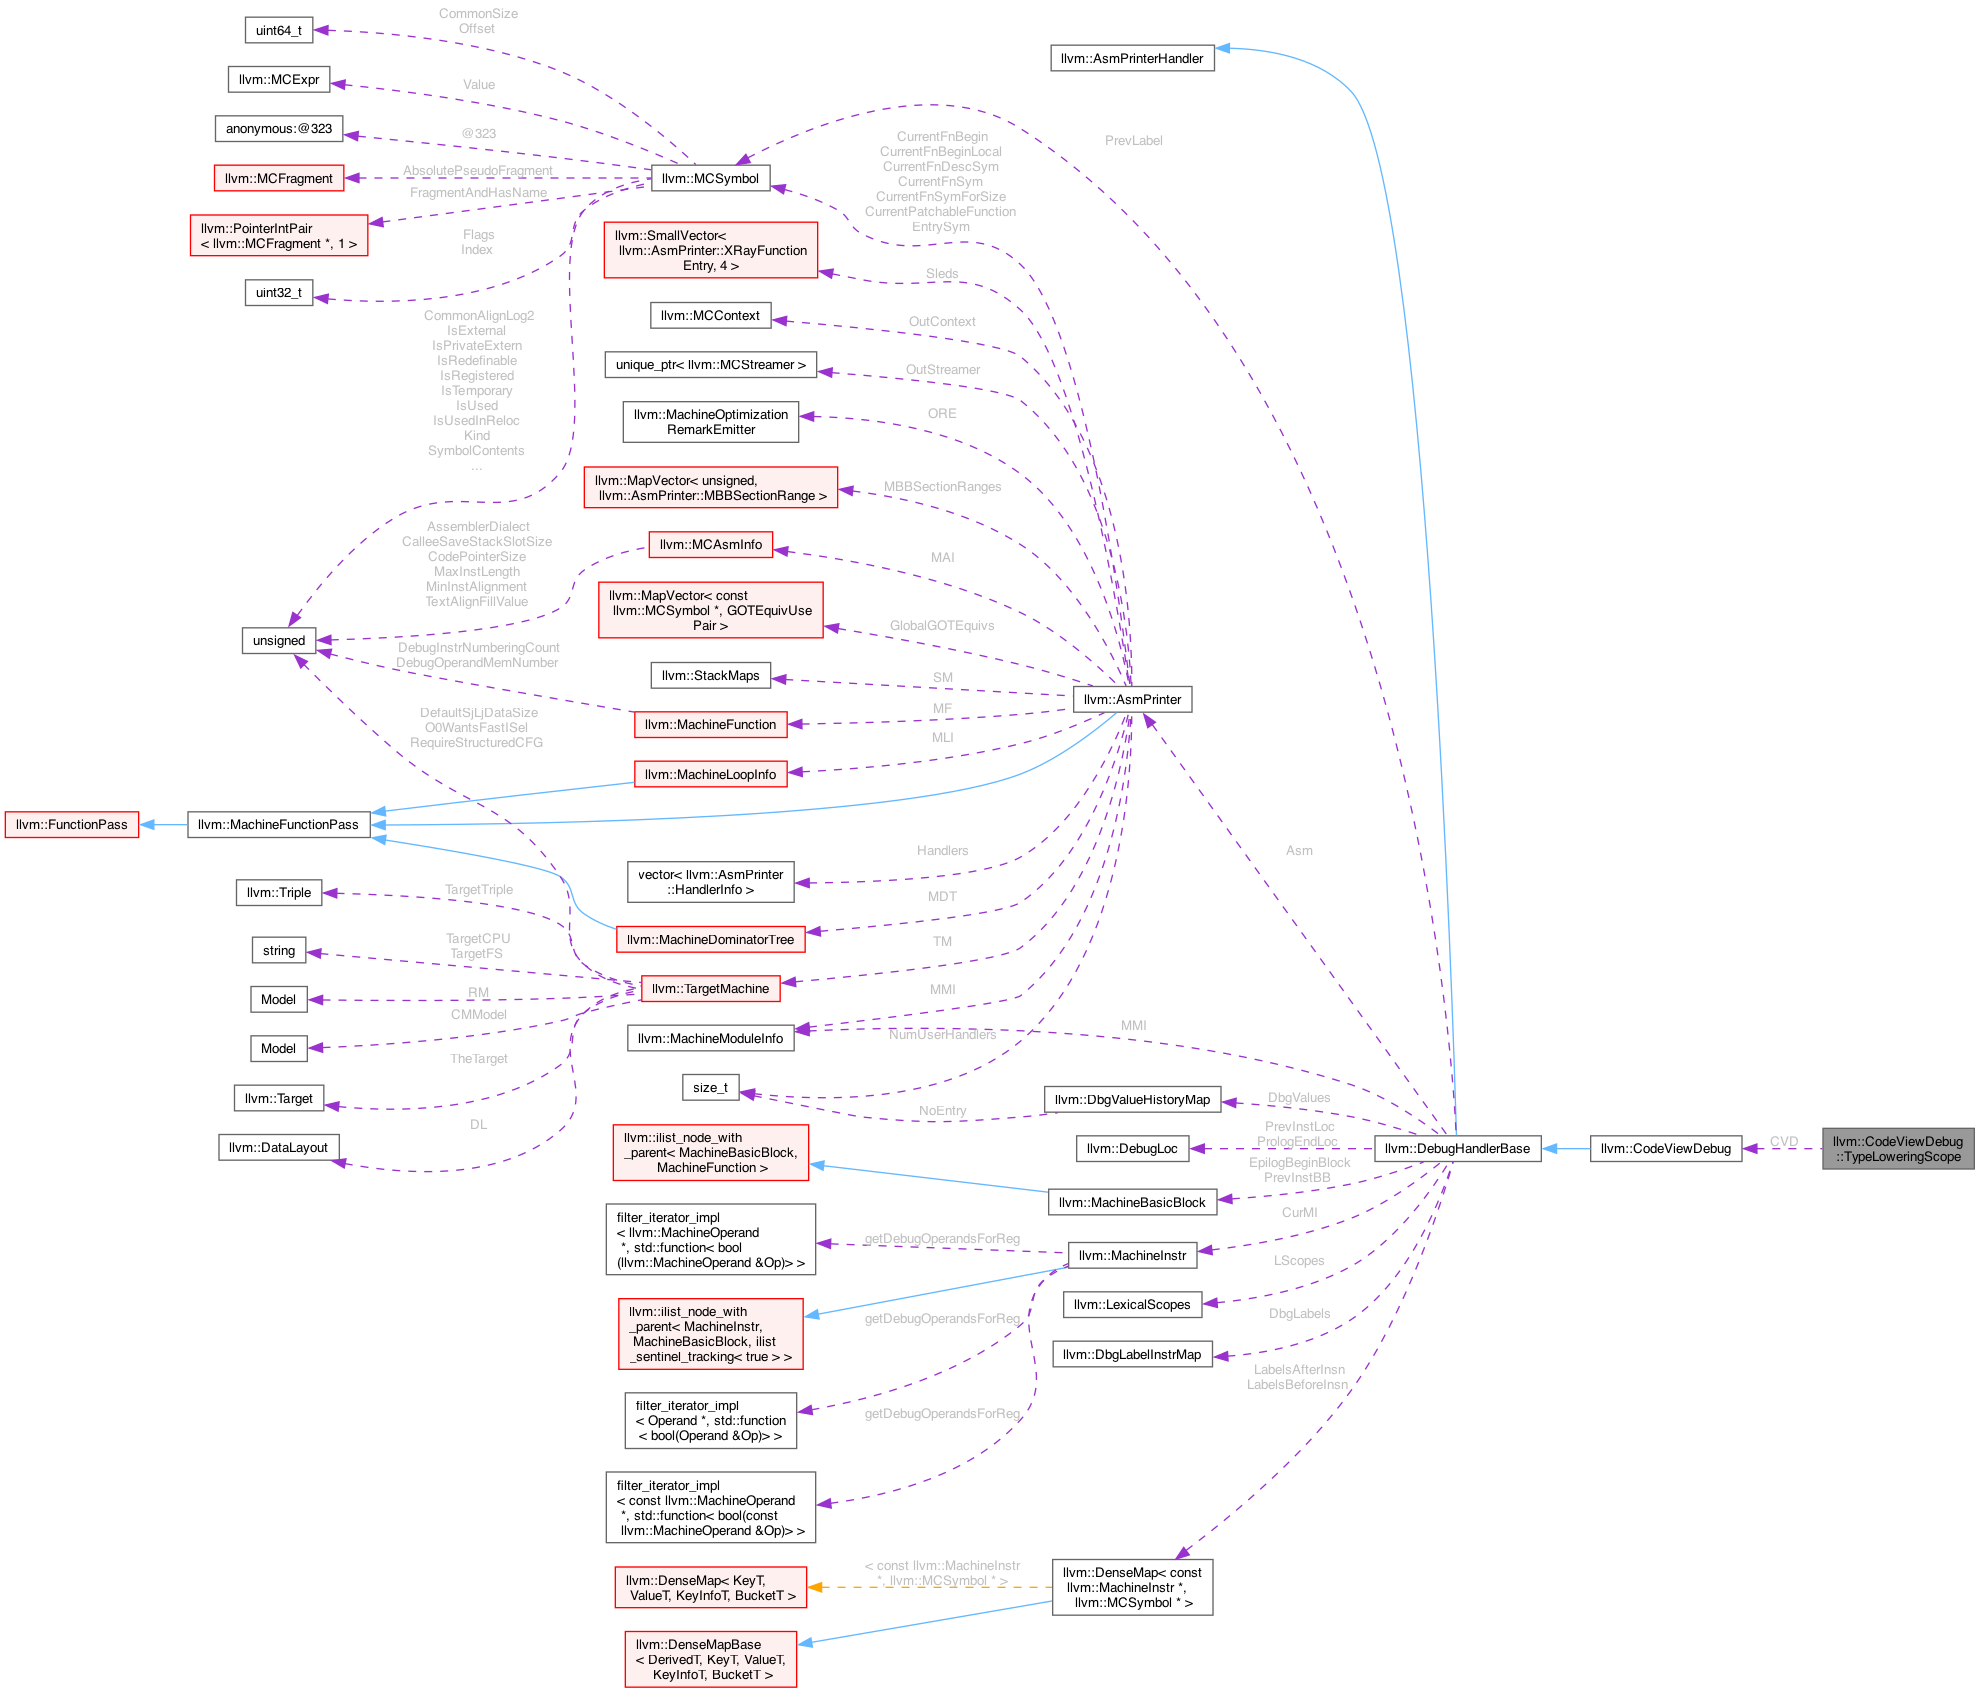 uint64_t
llvm::MCExpr
anonymous:@323
llvm::MCFragment
llvm::PointerIntPair
< llvm::MCFragment *, 1 >
uint32_t
unsigned
llvm::FunctionPass
llvm::MachineFunctionPass
llvm::Triple
string
Model
Model
llvm::Target
llvm::DataLayout
CommonSize
Offset
Value
@323
AbsolutePseudoFragment
FragmentAndHasName
Flags
Index
CommonAlignLog2
IsExternal
IsPrivateExtern
IsRedefinable
IsRegistered
IsTemporary
IsUsed
IsUsedInReloc
Kind
SymbolContents
...
AssemblerDialect
CalleeSaveStackSlotSize
CodePointerSize
MaxInstLength
MinInstAlignment
TextAlignFillValue
DebugInstrNumberingCount
DebugOperandMemNumber
DefaultSjLjDataSize
O0WantsFastISel
RequireStructuredCFG
TargetTriple
TargetCPU
TargetFS
RM
CMModel
TheTarget
DL
llvm::MCSymbol
llvm::SmallVector<
llvm::AsmPrinter::XRayFunction
Entry, 4 >
llvm::MCContext
unique_ptr< llvm::MCStreamer >
llvm::MachineOptimization
RemarkEmitter
llvm::MapVector< unsigned,
llvm::AsmPrinter::MBBSectionRange >
llvm::MCAsmInfo
llvm::MapVector< const
llvm::MCSymbol *, GOTEquivUse
Pair >
llvm::StackMaps
llvm::MachineFunction
llvm::MachineLoopInfo
vector< llvm::AsmPrinter
::HandlerInfo >
llvm::MachineDominatorTree
llvm::TargetMachine
llvm::MachineModuleInfo
size_t
llvm::ilist_node_with
_parent< MachineBasicBlock,
MachineFunction >
filter_iterator_impl
< llvm::MachineOperand
*, std::function< bool
(llvm::MachineOperand &Op)> >
llvm::ilist_node_with
_parent< MachineInstr,
MachineBasicBlock, ilist
_sentinel_tracking< true > >
filter_iterator_impl
< Operand *, std::function
< bool(Operand &Op)> >
filter_iterator_impl
< const llvm::MachineOperand
*, std::function< bool(const
llvm::MachineOperand &Op)> >
llvm::DenseMap< KeyT,
ValueT, KeyInfoT, BucketT >
llvm::DenseMapBase
< DerivedT, KeyT, ValueT,
KeyInfoT, BucketT >
CurrentFnBegin
CurrentFnBeginLocal
CurrentFnDescSym
CurrentFnSym
CurrentFnSymForSize
CurrentPatchableFunction
EntrySym
Sleds
OutContext
OutStreamer
ORE
MBBSectionRanges
MAI
GlobalGOTEquivs
SM
MF
MLI
Handlers
MDT
TM
MMI
NumUserHandlers
NoEntry
getDebugOperandsForReg
getDebugOperandsForReg
getDebugOperandsForReg
< const llvm::MachineInstr
*, llvm::MCSymbol * >
llvm::AsmPrinterHandler
PrevLabel
llvm::AsmPrinter
Asm
MMI
llvm::DbgValueHistoryMap
llvm::DebugLoc
llvm::MachineBasicBlock
llvm::MachineInstr
llvm::LexicalScopes
llvm::DbgLabelInstrMap
llvm::DenseMap< const
llvm::MachineInstr *,
llvm::MCSymbol * >
DbgValues
PrevInstLoc
PrologEndLoc
EpilogBeginBlock
PrevInstBB
CurMI
LScopes
DbgLabels
LabelsAfterInsn
LabelsBeforeInsn
llvm::DebugHandlerBase
llvm::CodeViewDebug
CVD
llvm::CodeViewDebug
::TypeLoweringScope